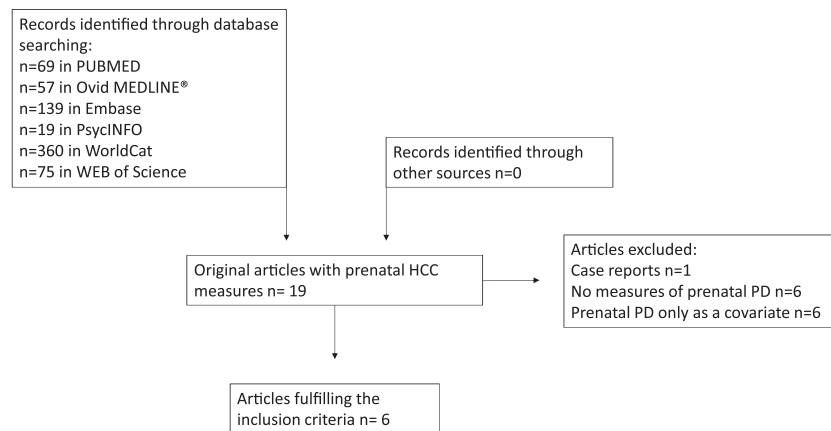 Records identified through database
searching:
n=69 in PUBMED
n=57 in Ovid MEDLINE®
n=139 in Embase
n=19 in PsycINFO
n=360 in WorldCat
n=75 in WEB of Science
Records identified through
other sources n=0
Original articles with prenatal HCC
measures n= 19
Articles excluded:
Case reports n=1
No measures of prenatal PD n=6
Prenatal PD only as a covariate n=6
Articles fulfilling the
inclusion criteria n= 6